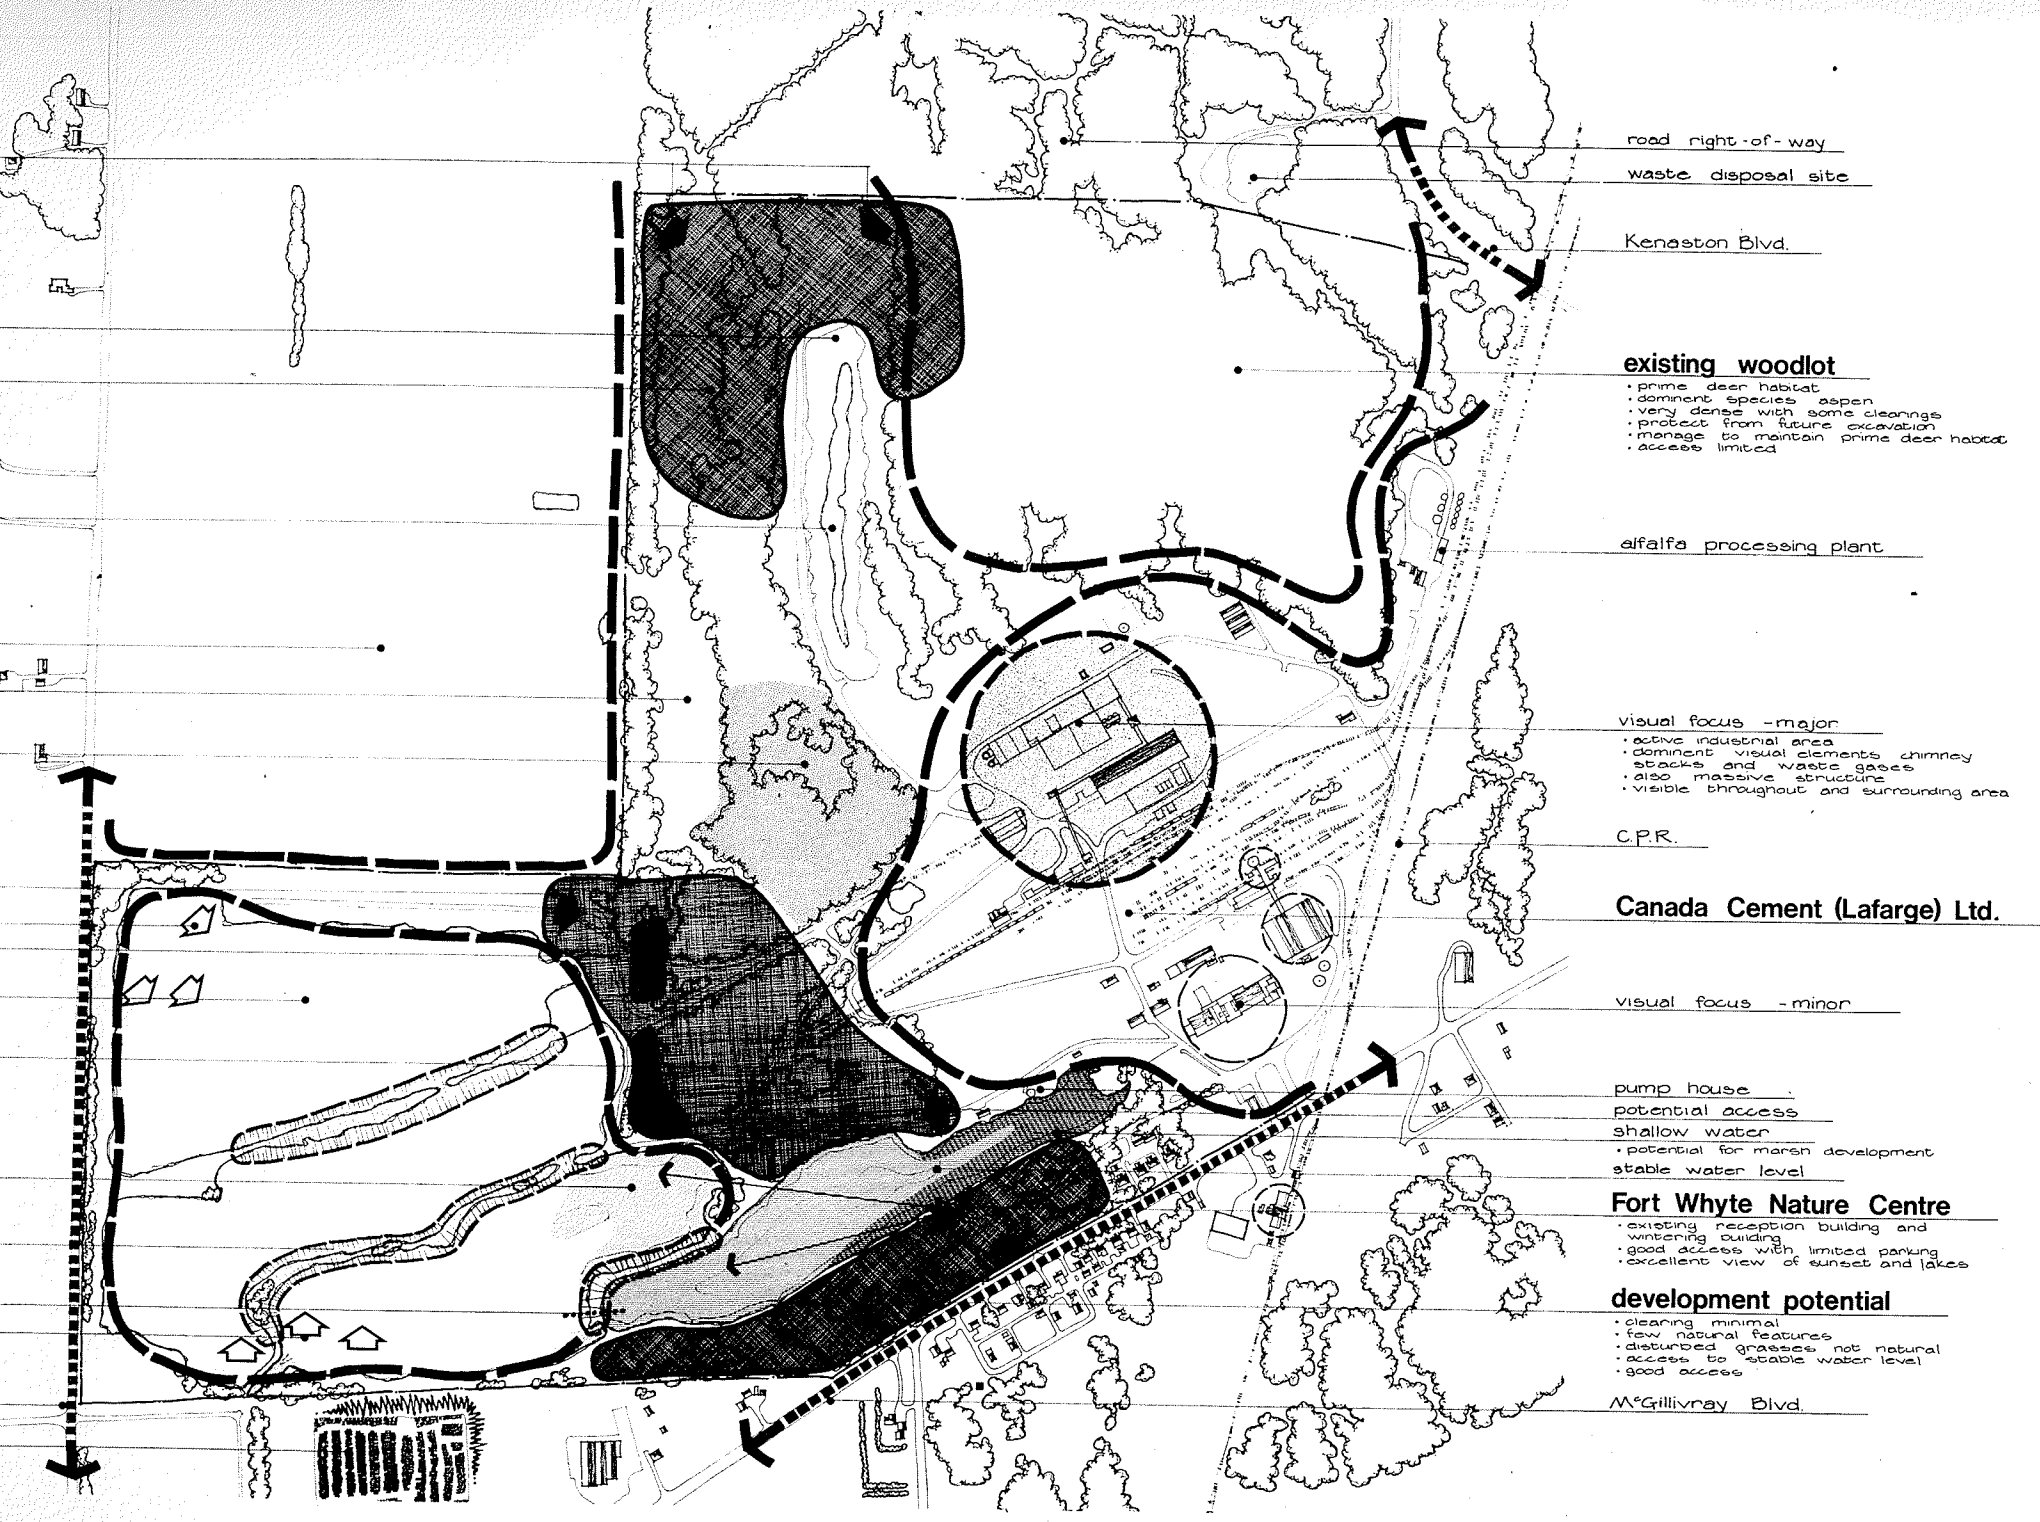 road right-of-way
waste disposal site
Kenaston Blvd.
existing woodlot
• prime deer habitat
• dominent species aspen
• very dense with some clearings
• protect from future excavation
• manage to maintain prime deer habitat
• access limited
alfalfa processing plant
visual focus -major
• active industrial area
• dominent visual elements chimney
stacks and waste gases
• also massive structure
• visible throughout and surrounding area
C.P.R.
Canada Cement (Lafarge) Ltd.
visual focus -minor
pump house
potential access
shallow water
• potential for marsh development
stable water level
Fort Whyte Nature Centre
• existing reception building and
wintering building
• good access with limited parking
• excellent view of sunset and lakes
development potential
• clearing minimal
• few natural features
• disturbed grasses not natural
• access to stable water level
• good access
McGillivray Blvd.